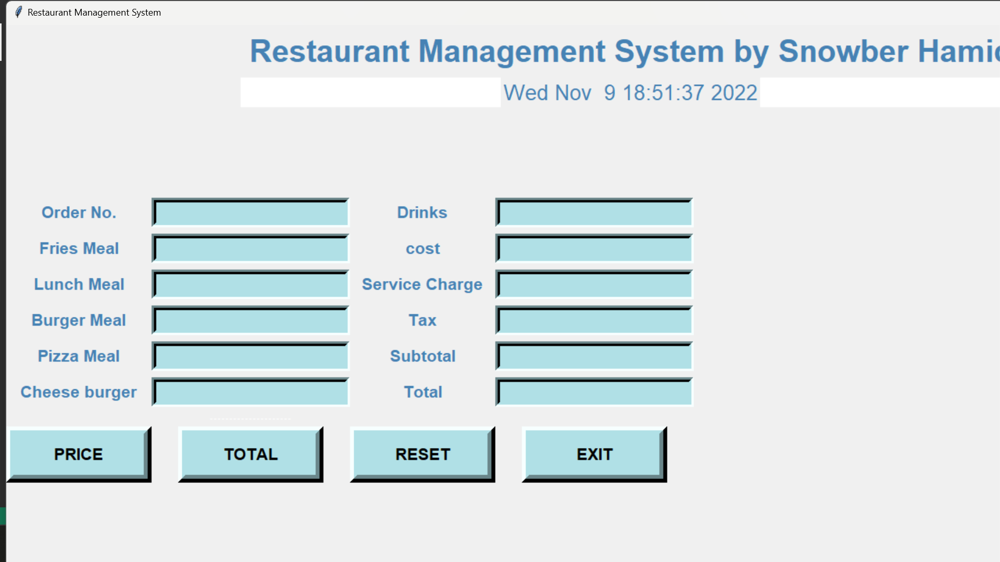 Restaurant Management System
Restaurant Management System by Snowber
Wed Nov  9 18:51:37 2022
Order No.
Drinks
Fries Meal
cost
Lunch Meal
Service Charge
Burger Meal
Tax
Pizza Meal
Subtotal
Cheese burger
Total
PRICE
TOTAL
RESET
EXIT